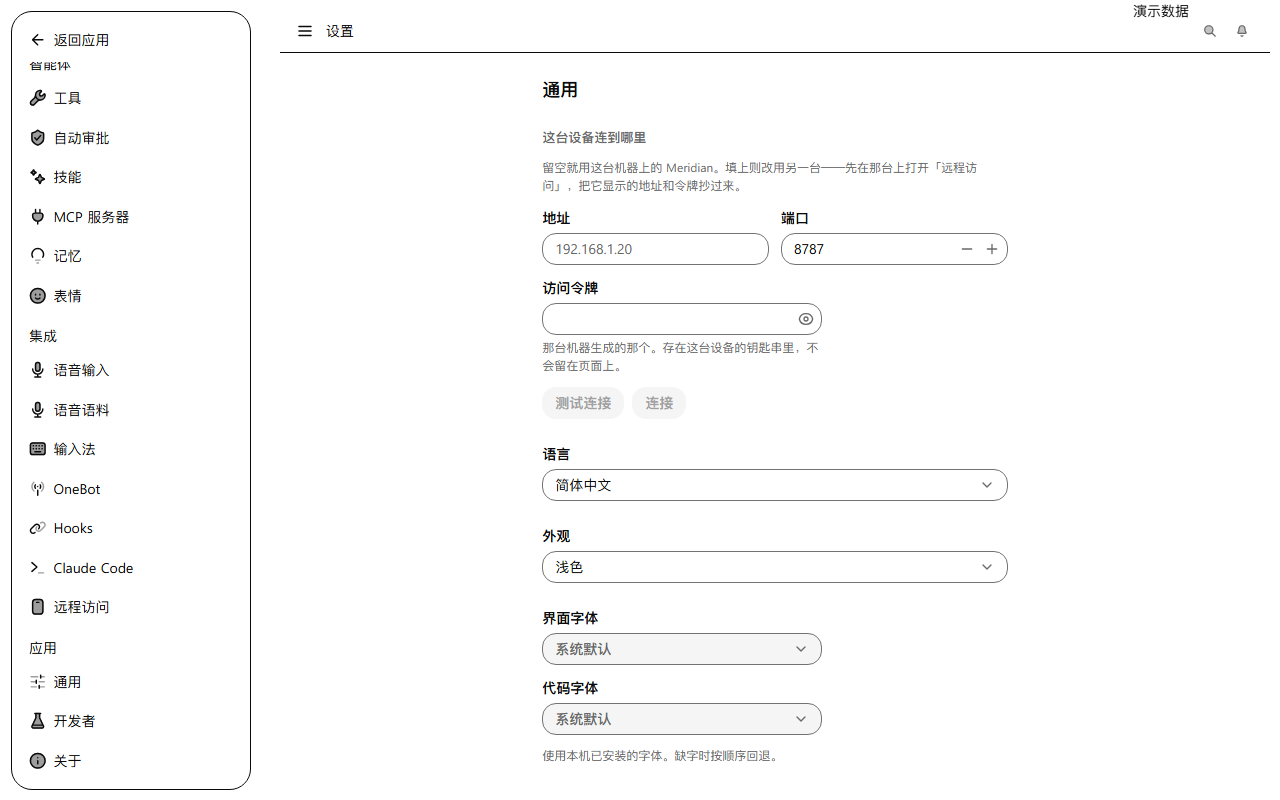 返回应用
智能体
工具
自动审批
技能
MCP 服务器
记忆
表情
集成
语音输入
语音语料
输入法
OneBot
Hooks
Claude Code
远程访问
应用
通用
开发者
关于
设置
演示数据
通用
这台设备连到哪里
留空就用这台机器上的 Meridian。填上则改用另一台——先在那台上打开「远程访
问」，把它显示的地址和令牌抄过来。
地址
端口
192.168.1.20
8787
访问令牌
那台机器生成的那个。存在这台设备的钥匙串里，不
会留在页面上。
测试连接
连接
语言
简体中文
外观
浅色
界面字体
系统默认
代码字体
系统默认
使用本机已安装的字体。缺字时按顺序回退。